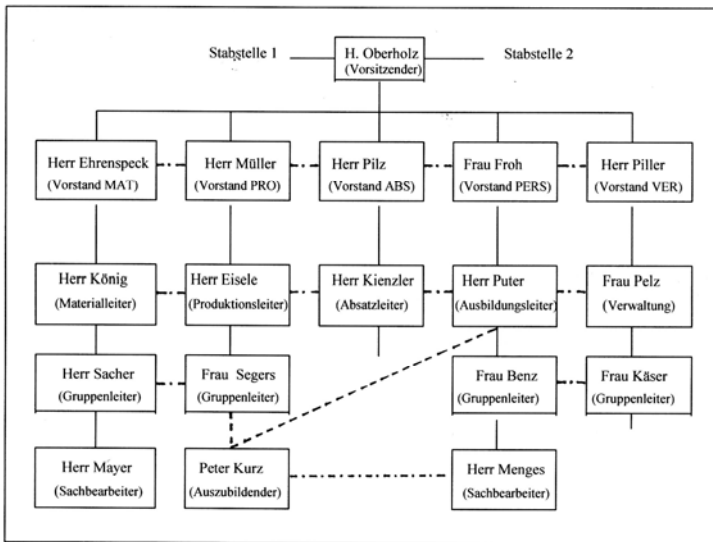 Stabstelle 1
H. Oberholz
(Vorsitzender)
Stabstelle 2
Herr Ehrenspeck
(Vorstand MAT)
Herr Müller
(Vorstand PRO)
Herr Pilz
(Vorstand ABS)
Frau Froh
(Vorstand PERS)
Herr Piller
(Vorstand VER)
Herr König
(Materialleiter)
Herr Eisele
(Produktionsleiter)
Herr Kienzler
(Absatzleiter)
Herr Puter
(Ausbildungsleiter)
Frau Pelz
(Verwaltung)
Herr Sacher
(Gruppenleiter)
Frau Segers
(Gruppenleiter)
Frau Benz
(Gruppenleiter)
Frau Käser
(Gruppenleiter)
Herr Mayer
(Sachbearbeiter)
Peter Kurz
(Auszubildender)
Herr Menges
(Sachbearbeiter)